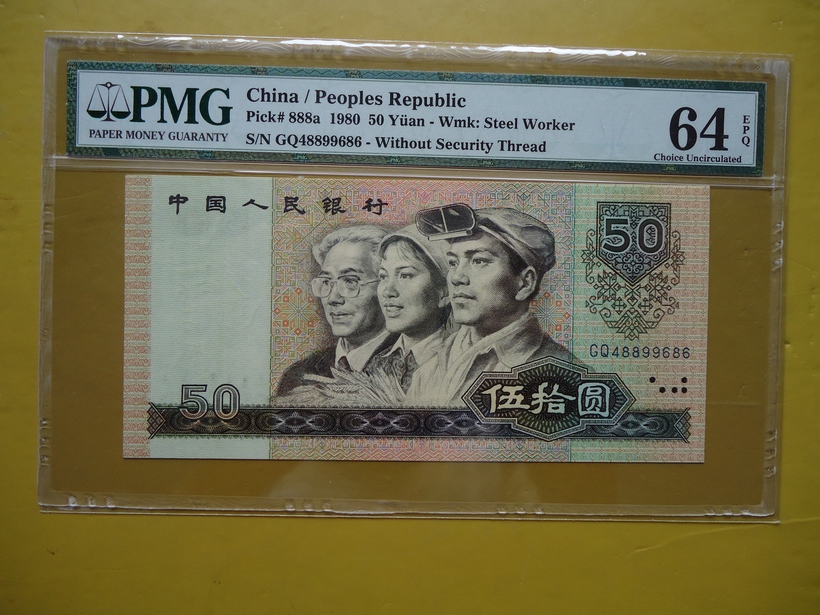 PMG
PAPER MONEY GUARANTY
China / Peoples Republic
Pick# 888a 1980 50 Yüan - Wmk: Steel Worker
S/N GQ48899686 - Without Security Thread
64
EPQ
Choice Uncirculated
中国人民银行
50
GQ48899686
50
伍拾圆